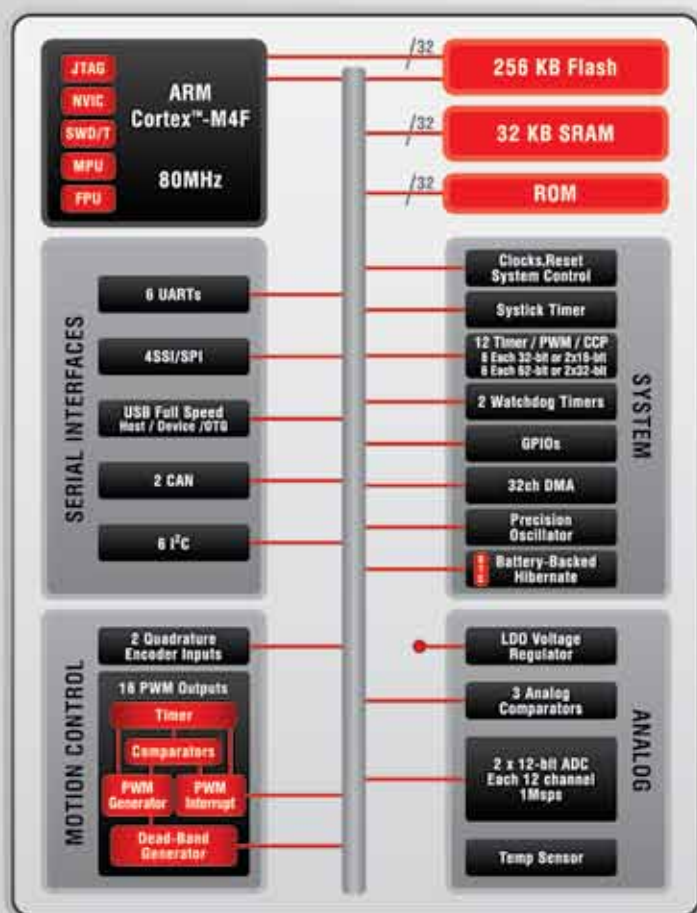 JTAG
NVIC
SWD/T
MPU
FPU
ARM
Cortex™-M4F
80MHz
/32
256 KB Flash
/32
32 KB SRAM
/32
ROM
SERIAL INTERFACES
6 UARTs
4SSI/SPI
USB Full Speed
Host / Device /OTG
2 CAN
6 I²C
Clocks,Reset
System Control
Systick Timer
12 Timer / PWM / CCP
6 Each 32-bit or 2x16-bit
6 Each 62-bit or 2x32-bit
2 Watchdog Timers
GPIOs
32ch DMA
Precision
Oscillator
Battery-Backed
Hibernate
SYSTEM
MOTION CONTROL
2 Quadrature
Encoder Inputs
16 PWM Outputs
Timer
Comparators
PWM
Generator
PWM
Interrupt
Dead-Band
Generator
LDO Voltage
Regulator
3 Analog
Comparators
2 x 12-bit ADC
Each 12 channel
1Msps
Temp Sensor
ANALOG